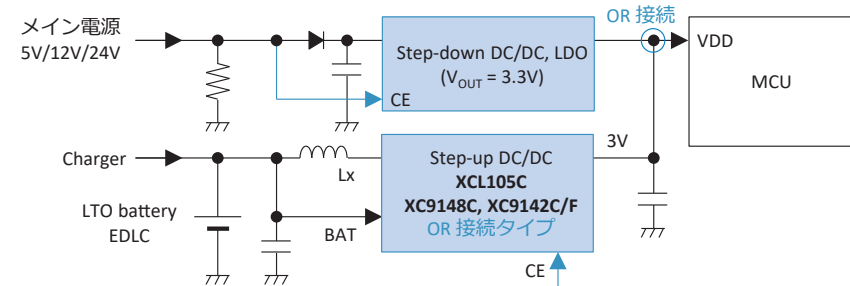 OR 接続
メイン電源
5V/12V/24V
Step-down DC/DC, LDO
(VOUT = 3.3V)
CE
VDD
MCU
Charger
Lx
Step-up DC/DC
XCL105C
XC9148C, XC9142C/F
OR 接続タイプ
3V
LTO battery
EDLC
BAT
CE